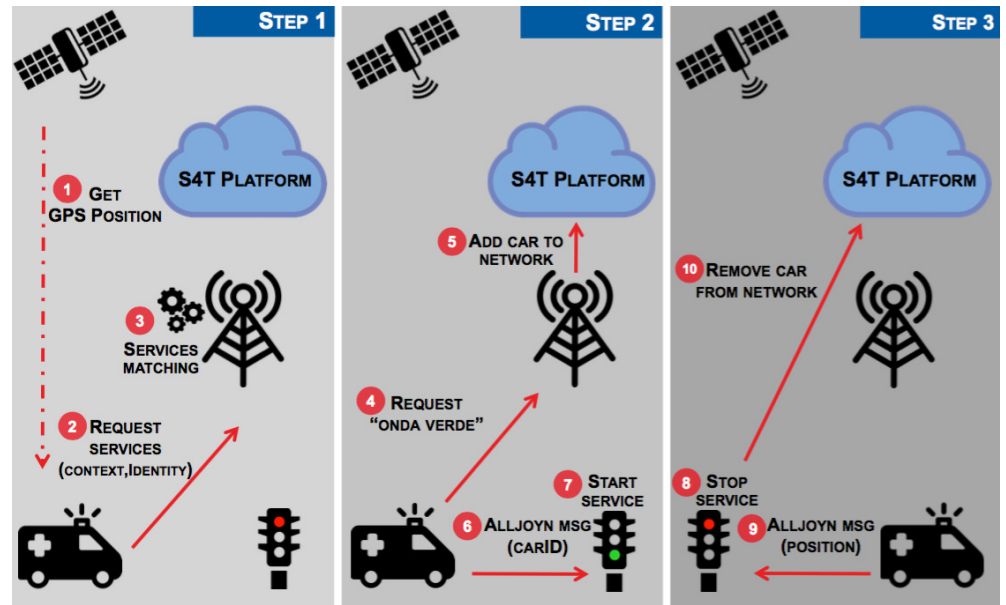 STEP 1
S4T PLATFORM
1 GET
GPS POSITION
3
SERVICES
MATCHING
2 REQUEST
SERVICES
(CONTEXT,IDENTITY)
STEP 2
S4T PLATFORM
5 ADD CAR TO
NETWORK
4 REQUEST
“ONDA VERDE”
7 START
SERVICE
6 ALLJOYN MSG
(CARID)
STEP 3
S4T PLATFORM
10 REMOVE CAR
FROM NETWORK
8 STOP
SERVICE
9 ALLJOYN MSG
(POSITION)